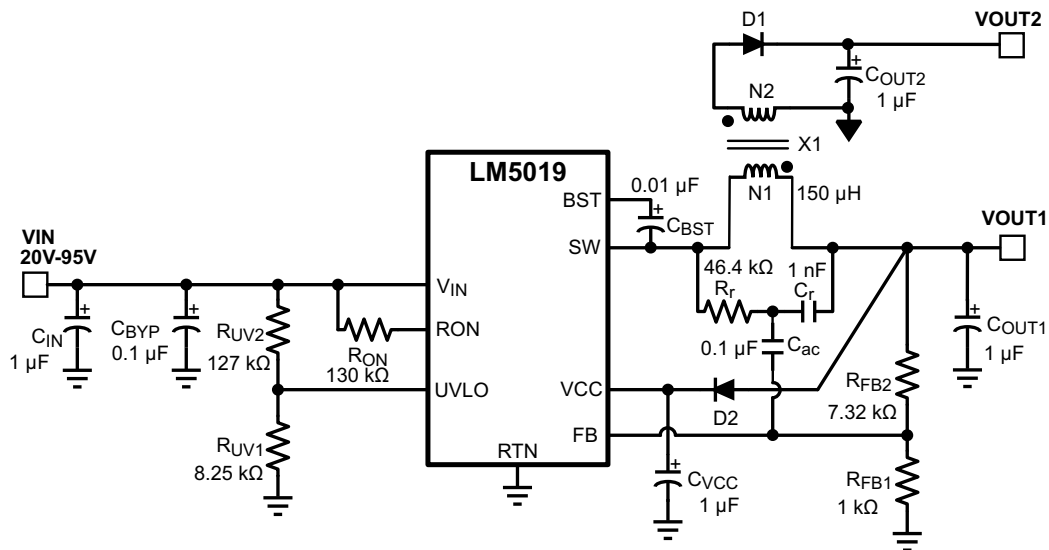 D1
VOUT2
+
COUT2
1 µF
N2
X1
LM5019
BST
0.01 µF
+
CBST
N1
150 µH
VOUT1
SW
VIN
20V-95V
46.4 kΩ
Rr
1 nF
Cr
VIN
+
CIN
1 µF
+
CBYP
0.1 µF
RUV2
127 kΩ
RON
RON
130 kΩ
0.1 µF
Cac
+
COUT1
1 µF
UVLO
VCC
D2
RFB2
7.32 kΩ
FB
RUV1
8.25 kΩ
RTN
+
CVCC
1 µF
RFB1
1 kΩ